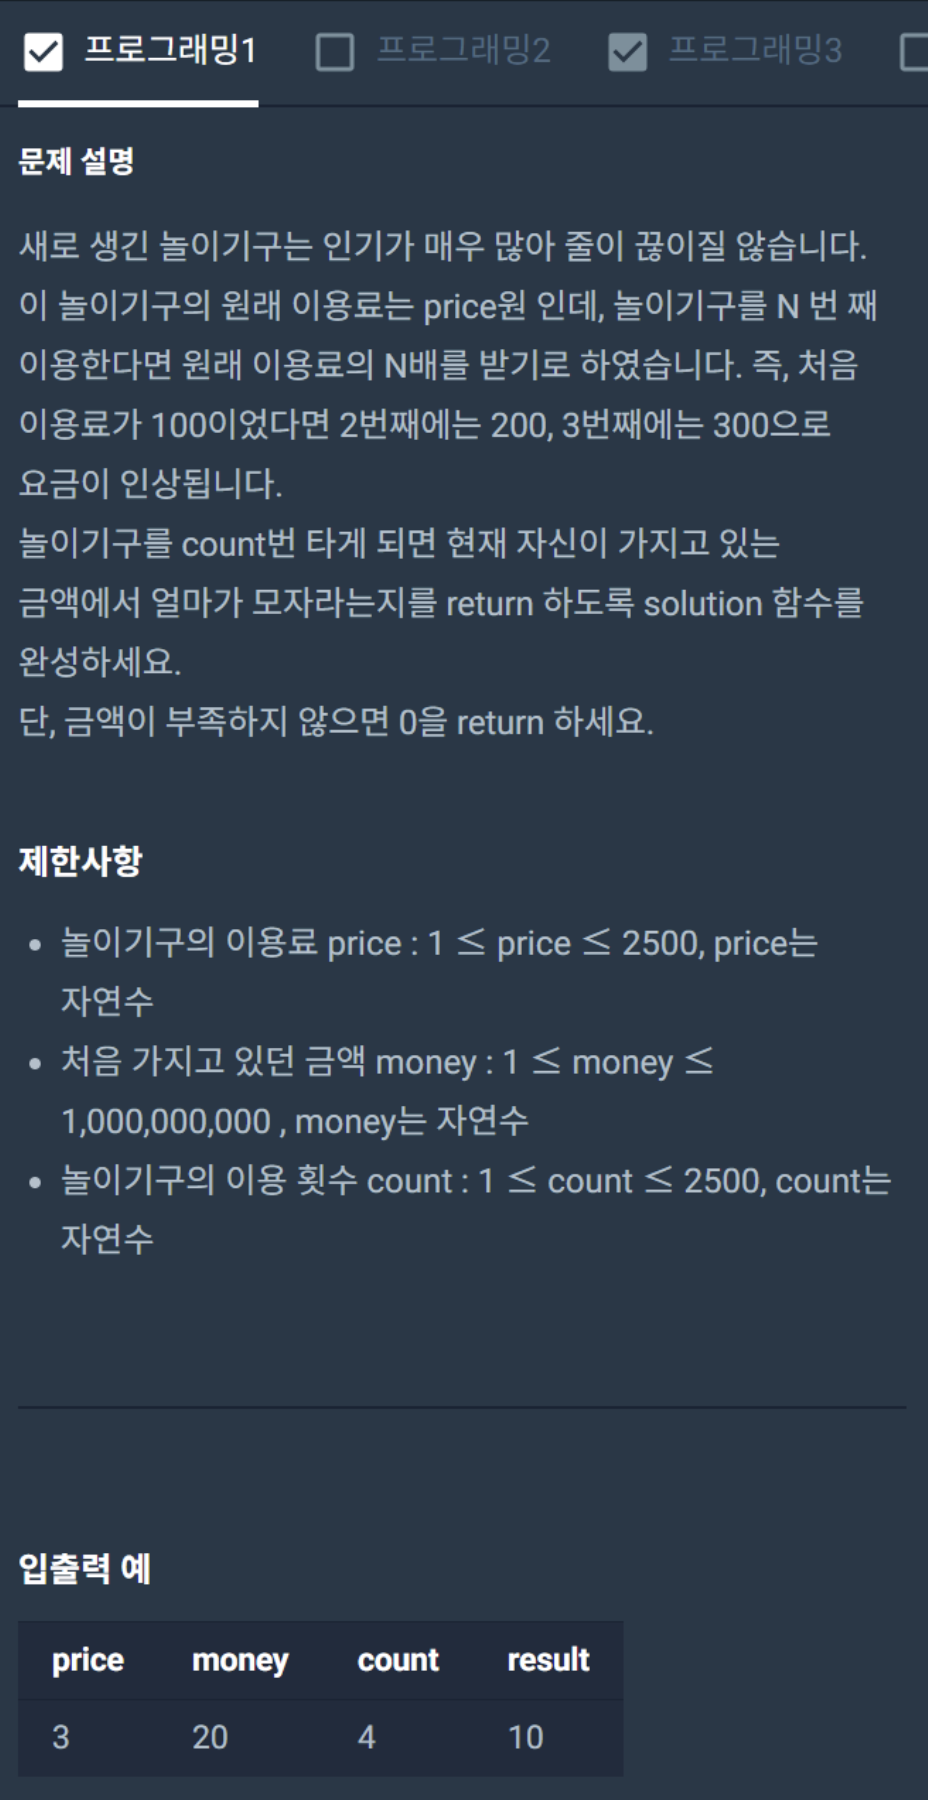 프로그래밍1 프로그래밍2 프로그래밍3
문제 설명
새로 생긴 놀이기구는 인기가 매우 많아 줄이 끊이질 않습니다.
이 놀이기구의 원래 이용료는 price원 인데, 놀이기구를 N 번 째
이용한다면 원래 이용료의 N배를 받기로 하였습니다. 즉, 처음
이용료가 100이었다면 2번째에는 200, 3번째에는 300으로
요금이 인상됩니다.
놀이기구를 count번 타게 되면 현재 자신이 가지고 있는
금액에서 얼마가 모자라는지를 return 하도록 solution 함수를
완성하세요.
단, 금액이 부족하지 않으면 0을 return 하세요.
제한사항
• 놀이기구의 이용료 price : 1 ≤ price ≤ 2500, price는
자연수
• 처음 가지고 있던 금액 money : 1 ≤ money ≤
1,000,000,000 , money는 자연수
• 놀이기구의 이용 횟수 count : 1 ≤ count ≤ 2500, count는
자연수
입출력 예
price money count result
3 20 4 10